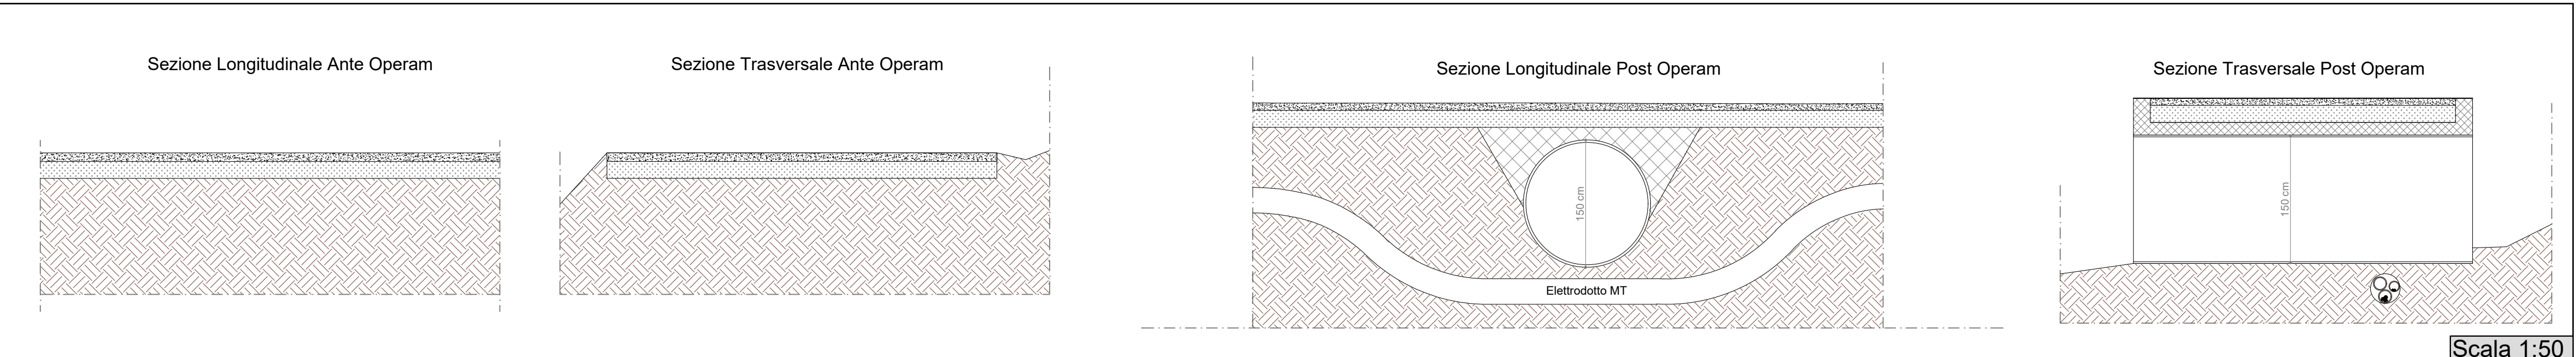 Sezione Longitudinale Ante Operam
Sezione Trasversale Ante Operam
Sezione Longitudinale Post Operam
Sezione Trasversale Post Operam
150 cm
150 cm
Elettrodotto MT
Scala 1:50